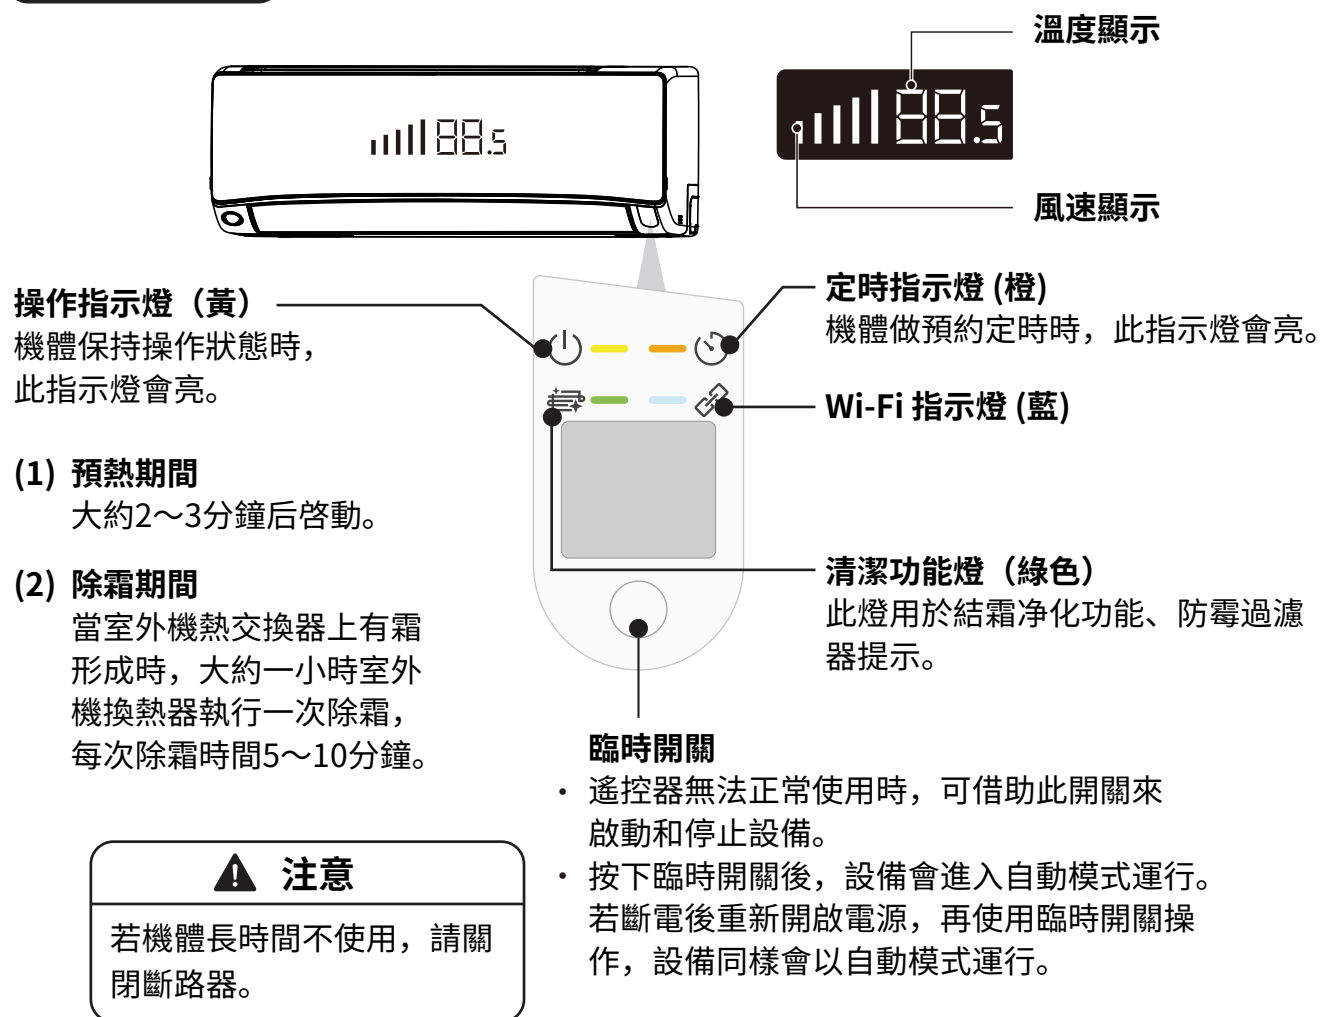 溫度顯示
88.5
88.5
風速顯示
操作指示燈（黃）
機體保持操作狀態時，
此指示燈會亮。
定時指示燈 (橙)
機體做預約定時時，此指示燈會亮。
Wi-Fi 指示燈 (藍)
(1) 預熱期間
大約2～3分鐘后啓動。
(2) 除霜期間
當室外機熱交換器上有霜
形成時，大約一小時室外
機換熱器執行一次除霜，
每次除霜時間5～10分鐘。
清潔功能燈（綠色）
此燈用於結霜净化功能、防霉過濾
器提示。
臨時開關
・ 遙控器無法正常使用時，可借助此開關來
啟動和停止設備。
・ 按下臨時開關後，設備會進入自動模式運行。
若斷電後重新開啟電源，再使用臨時開關操
作，設備同樣會以自動模式運行。
注意
若機體長時間不使用，請關
閉斷路器。